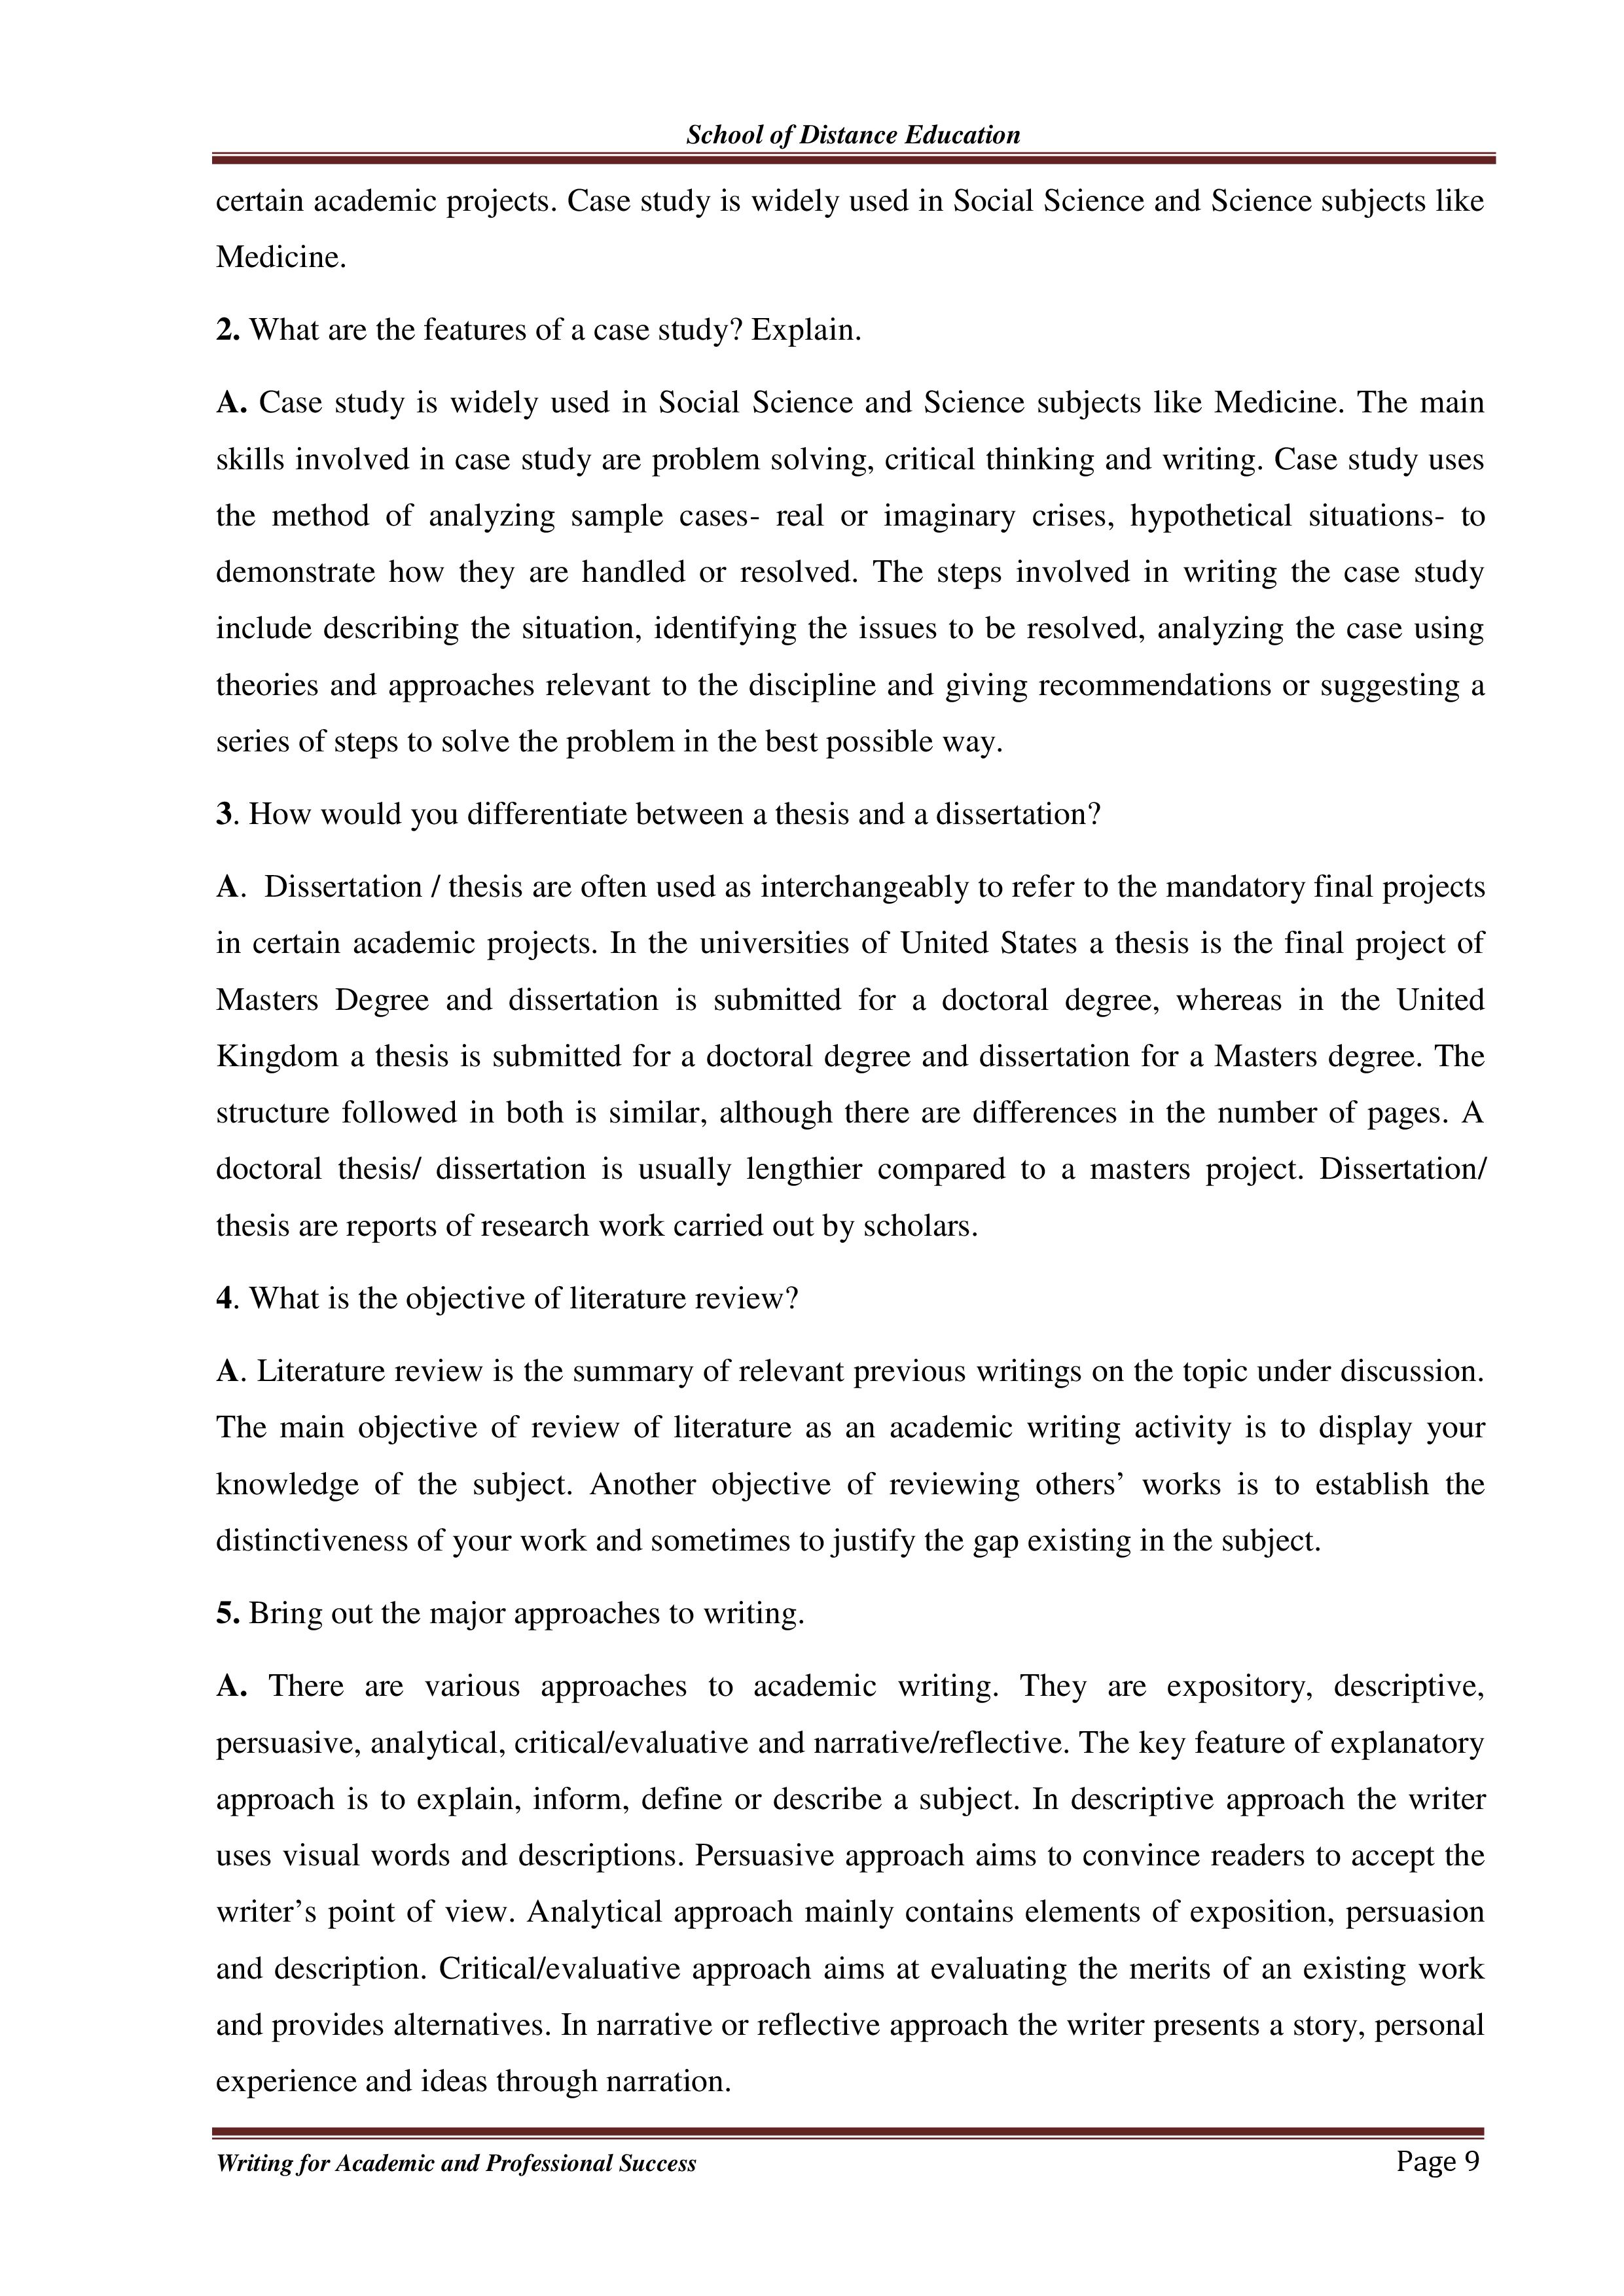 School of Distance Education
certain academic projects. Case study is widely used in Social Science and Science subjects like
Medicine.
2. What are the features of a case study? Explain.
A. Case study is widely used in Social Science and Science subjects like Medicine. The main
skills involved in case study are problem solving, critical thinking and writing. Case study uses
the method of analyzing sample cases- real or imaginary crises, hypothetical situations- to
demonstrate how they are handled or resolved. The steps involved in writing the case study
include describing the situation, identifying the issues to be resolved, analyzing the case using
theories and approaches relevant to the discipline and giving recommendations or suggesting a
series of steps to solve the problem in the best possible way.
3. How would you differentiate between a thesis and a dissertation?
A. Dissertation / thesis are often used as interchangeably to refer to the mandatory final projects
in certain academic projects. In the universities of United States a thesis is the final project of
Masters Degree and dissertation is submitted for a doctoral degree, whereas in the United
Kingdom a thesis is submitted for a doctoral degree and dissertation for a Masters degree. The
structure followed in both is similar, although there are differences in the number of pages. A
doctoral thesis/ dissertation is usually lengthier compared to a masters project. Dissertation/
thesis are reports of research work carried out by scholars.
4. What is the objective of literature review?
A. Literature review is the summary of relevant previous writings on the topic under discussion.
The main objective of review of literature as an academic writing activity is to display your
knowledge of the subject. Another objective of reviewing others’ works is to establish the
distinctiveness of your work and sometimes to justify the gap existing in the subject.
5. Bring out the major approaches to writing.
A. There are various approaches to academic writing. They are expository, descriptive,
persuasive, analytical, critical/evaluative and narrative/reflective. The key feature of explanatory
approach is to explain, inform, define or describe a subject. In descriptive approach the writer
uses visual words and descriptions. Persuasive approach aims to convince readers to accept the
writer’s point of view. Analytical approach mainly contains elements of exposition, persuasion
and description. Critical/evaluative approach aims at evaluating the merits of an existing work
and provides alternatives. In narrative or reflective approach the writer presents a story, personal
experience and ideas through narration.
Writing for Academic and Professional Success
Page 9